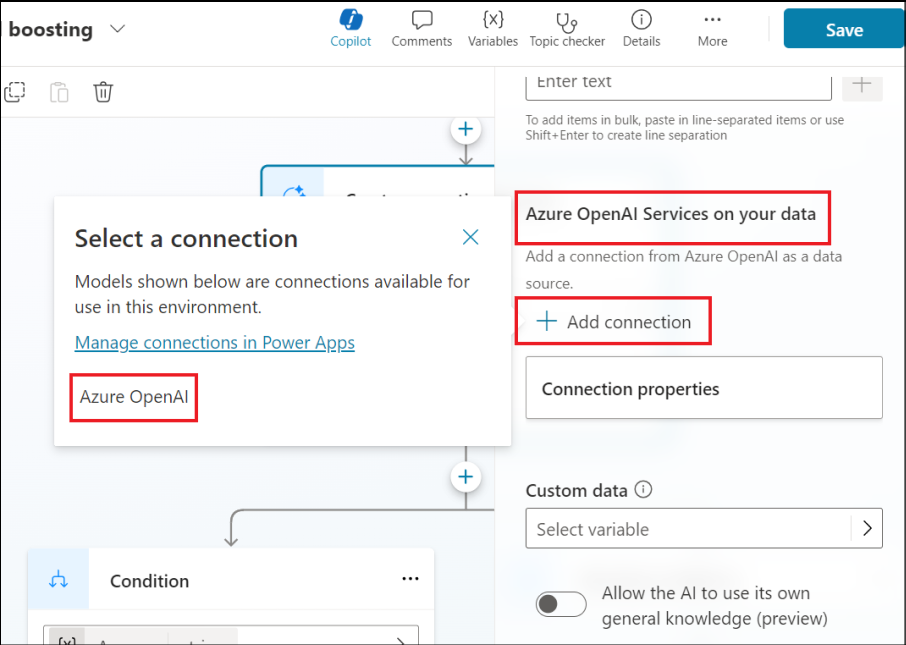 boosting
Copilot
Comments
{x}
Variables
Topic checker
Details
More
Save
Enter text
To add items in bulk, paste in line-separated items or use
Shift+Enter to create line separation
Select a connection
Models shown below are connections available for
use in this environment.
Manage connections in Power Apps
Azure OpenAI
Azure OpenAI Services on your data
Add a connection from Azure OpenAI as a data
source.
Add connection
Connection properties
Custom data
Select variable
Allow the AI to use its own
general knowledge (preview)
Condition
{x}